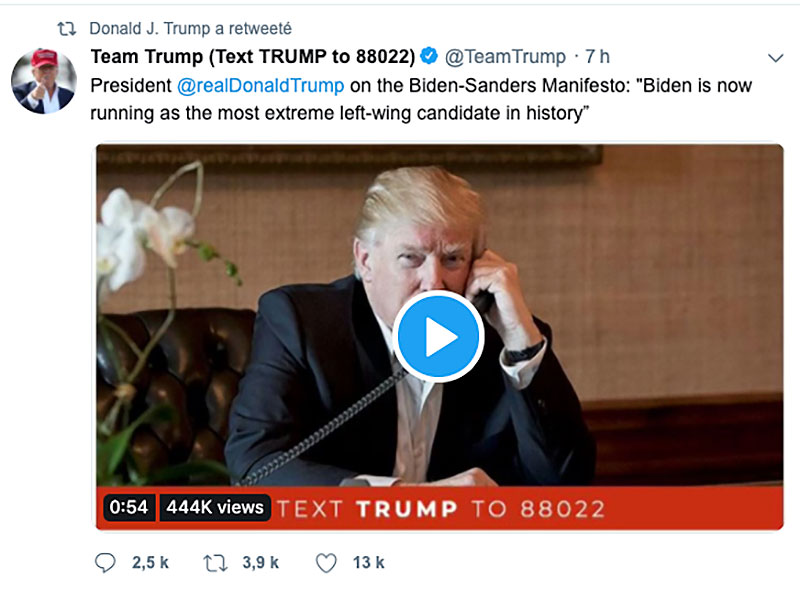 Donald J. Trump a retweeté
Team Trump (Text TRUMP to 88022) @TeamTrump · 7 h
President @realDonaldTrump on the Biden-Sanders Manifesto: "Biden is now
running as the most extreme left-wing candidate in history”
0:54 444K views TEXT TRUMP TO 88022
2,5 k 3,9 k 13 k